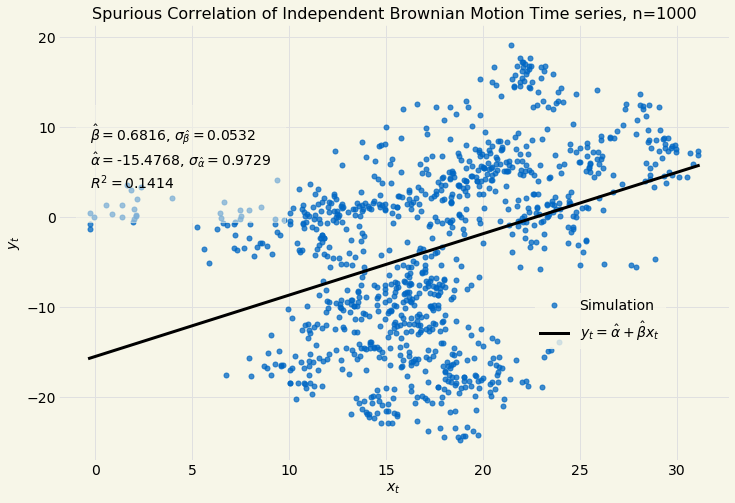 Spurious Correlation of Independent Brownian Motion Time series, n=1000
20
10
0
−10
−20
y_t
β̂ = 0.6816, σ_β̂ = 0.0532
α̂ = -15.4768, σ_α̂ = 0.9729
R² = 0.1414
Simulation
y_t = α̂ + β̂x_t
0 5 10 15 20 25 30
x_t